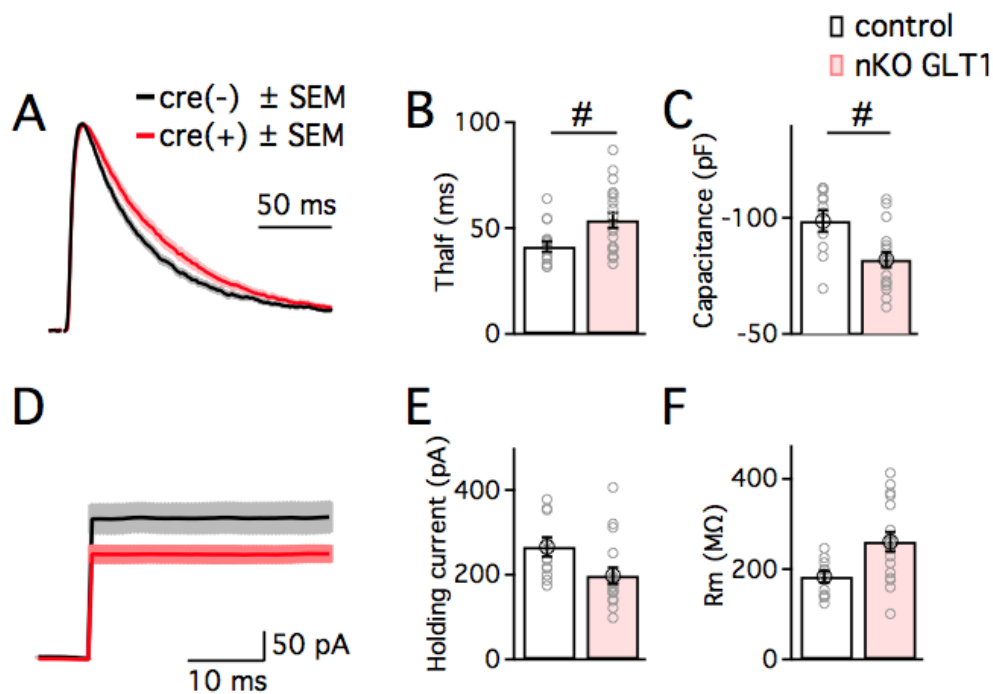 control
nKO GLT1
A
cre(-) ± SEM
cre(+) ± SEM
50 ms
B
#
100
50
0
Thalf (ms)
C
#
-100
-50
Capacitance (pF)
D
50 pA
10 ms
E
400
200
0
Holding current (pA)
F
400
200
0
Rm (MΩ)